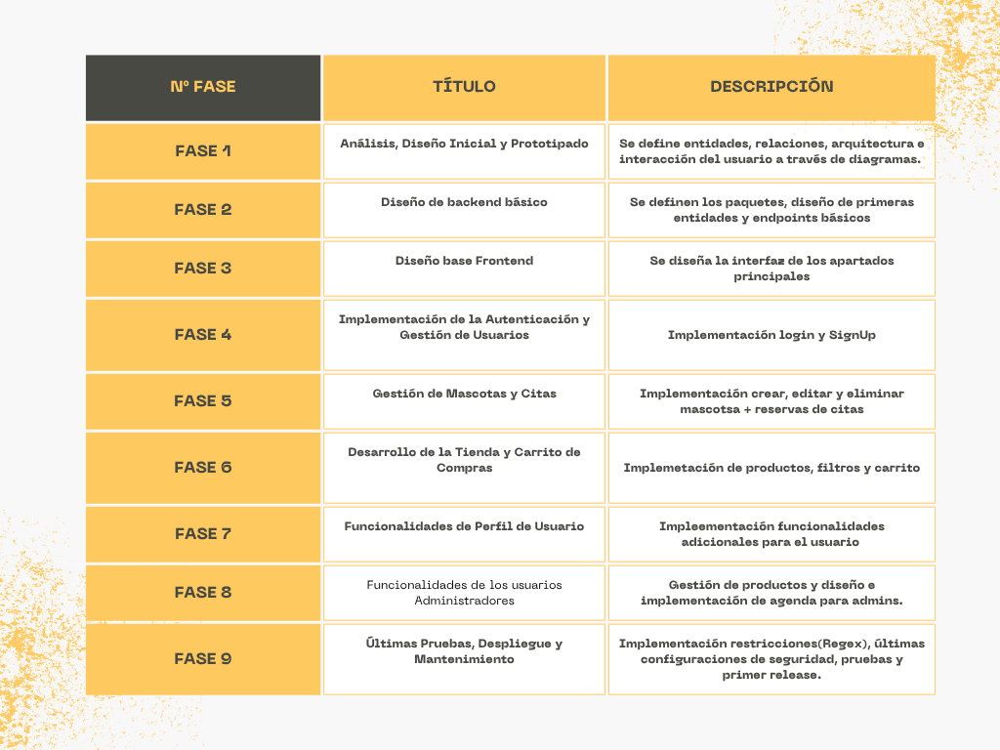 Nº FASE
TÍTULO
DESCRIPCIÓN
FASE 1
Análisis, Diseño Inicial y Prototipado
Se define entidades, relaciones, arquitectura e
interacción del usuario a través de diagramas.
FASE 2
Diseño de backend básico
Se definen los paquetes, diseño de primeras
entidades y endpoints básicos
FASE 3
Diseño base Frontend
Se diseña la interfaz de los apartados
principales
FASE 4
Implementación de la Autenticación y
Gestión de Usuarios
Implementación login y SignUp
FASE 5
Gestión de Mascotas y Citas
Implementación crear, editar y eliminar
mascotsa + reservas de citas
FASE 6
Desarrollo de la Tienda y Carrito de
Compras
Implemetación de productos, filtros y carrito
FASE 7
Funcionalidades de Perfil de Usuario
Impleementación funcionalidades
adicionales para el usuario
FASE 8
Funcionalidades de los usuarios
Administradores
Gestión de productos y diseño e
implementación de agenda para admins.
FASE 9
Últimas Pruebas, Despliegue y
Mantenimiento
Implementación restricciones(Regex), últimas
configuraciones de seguridad, pruebas y
primer release.